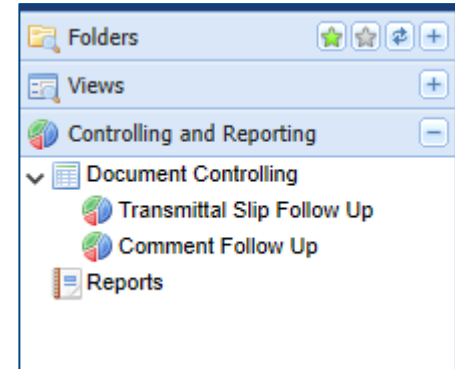 Folders
Views
Controlling and Reporting
Document Controlling
Transmittal Slip Follow Up
Comment Follow Up
Reports